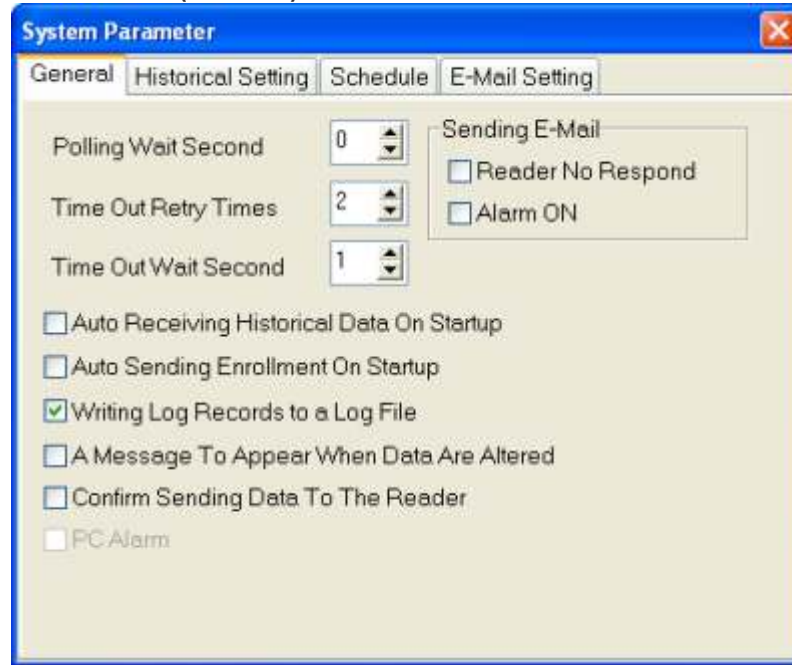 System Parameter
General Historical Setting Schedule E-Mail Setting
Polling Wait Second 0
Time Out Retry Times 2
Time Out Wait Second 1
Sending E-Mail
Reader No Respond
Alarm ON
Auto Receiving Historical Data On Startup
Auto Sending Enrollment On Startup
Writing Log Records to a Log File
A Message To Appear When Data Are Altered
Confirm Sending Data To The Reader
PC Alarm